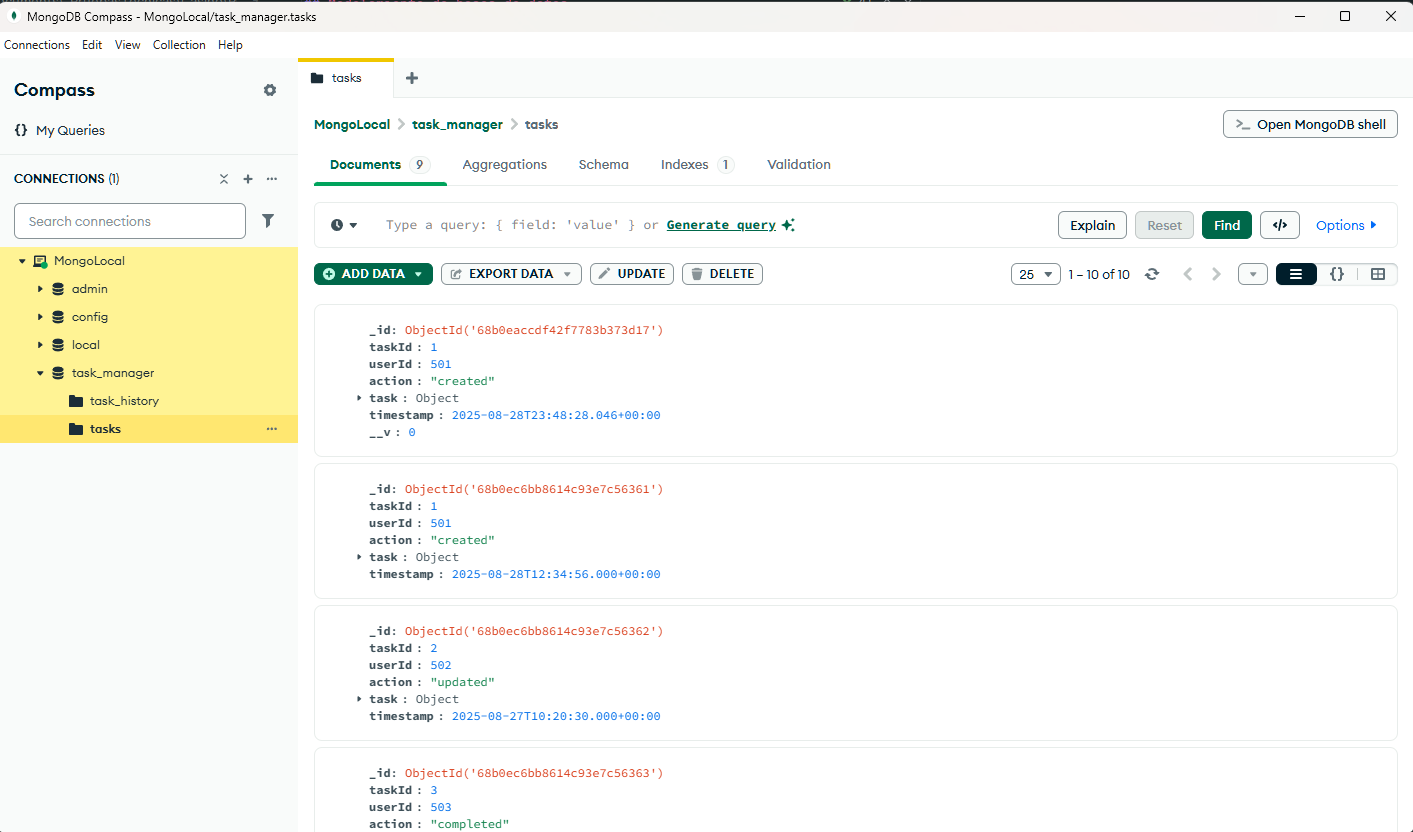 MongoDB Compass - MongoLocal/task_manager.tasks
Connections Edit View Collection Help
Compass
My Queries
CONNECTIONS (1)
Search connections
MongoLocal
admin
config
local
task_manager
task_history
tasks
tasks
MongoLocal > task_manager > tasks
>_ Open MongoDB shell
Documents 9 Aggregations Schema Indexes 1 Validation
Type a query: { field: 'value' } or Generate query
Explain Reset Find </> Options
ADD DATA EXPORT DATA UPDATE DELETE
25 1 – 10 of 10 {}
_id: ObjectId('68b0eaccdf42f7783b373d17')
taskId : 1
userId : 501
action : "created"
task : Object
timestamp : 2025-08-28T23:48:28.046+00:00
__v : 0
_id: ObjectId('68b0ec6bb8614c93e7c56361')
taskId : 1
userId : 501
action : "created"
task : Object
timestamp : 2025-08-28T12:34:56.000+00:00
_id: ObjectId('68b0ec6bb8614c93e7c56362')
taskId : 2
userId : 502
action : "updated"
task : Object
timestamp : 2025-08-27T10:20:30.000+00:00
_id: ObjectId('68b0ec6bb8614c93e7c56363')
taskId : 3
userId : 503
action : "completed"